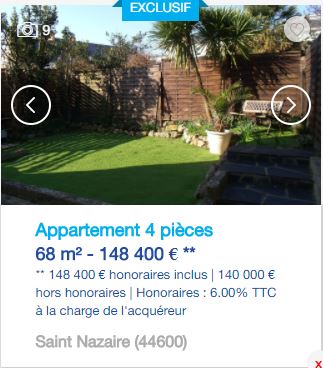 EXCLUSIF
9
Appartement 4 pièces
68 m² - 148 400 € **
** 148 400 € honoraires inclus | 140 000 €
hors honoraires | Honoraires : 6.00% TTC
à la charge de l'acquéreur
Saint Nazaire (44600)
x